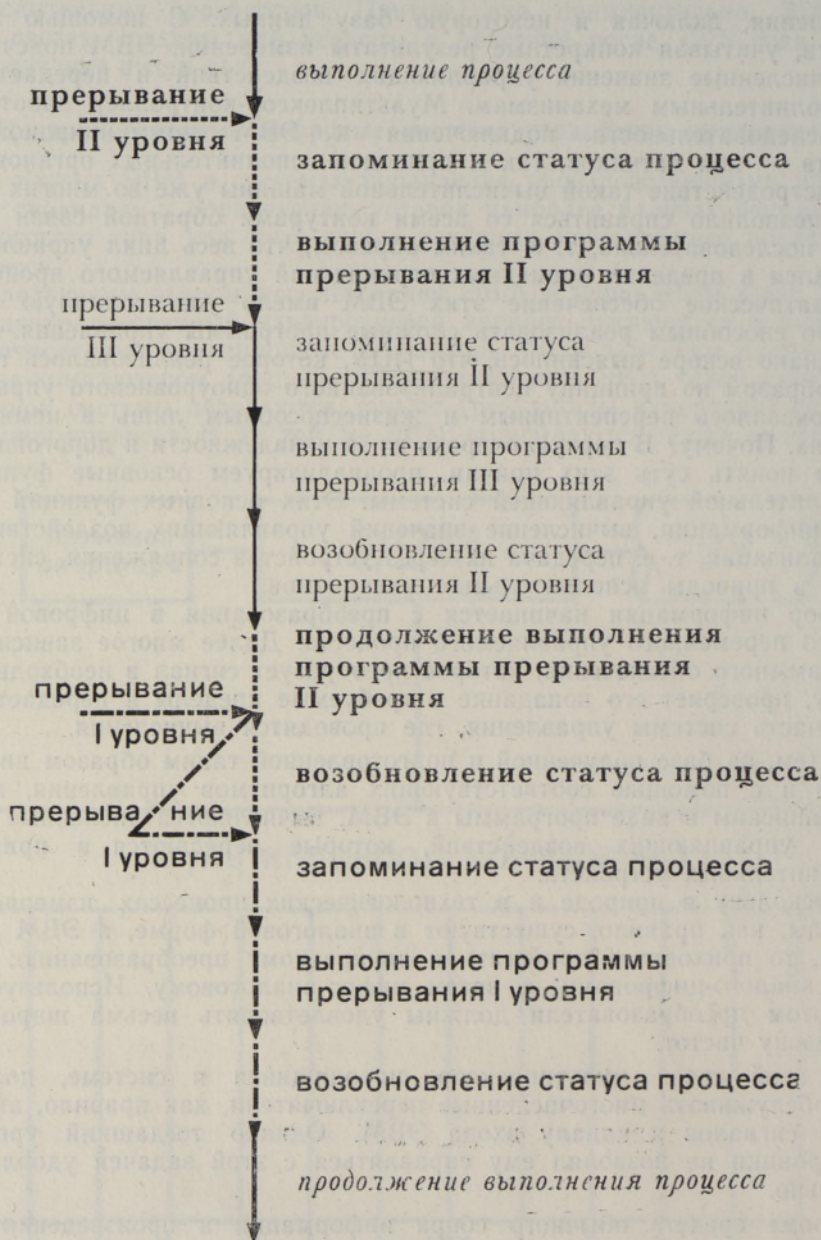 выполнение процесса
прерывание
II уровня
запоминание статуса процесса
выполнение программы
прерывания II уровня
прерывание
III уровня
запоминание статуса
прерывания II уровня
выполнение программы
прерывания III уровня
возобновление статуса
прерывания II уровня
продолжение выполнения
программы прерывания
II уровня
прерывание
I уровня
возобновление статуса процесса
прерывание
I уровня
запоминание статуса процесса
выполнение программы
прерывания I уровня
возобновление статуса процесса
продолжение выполнения процесса